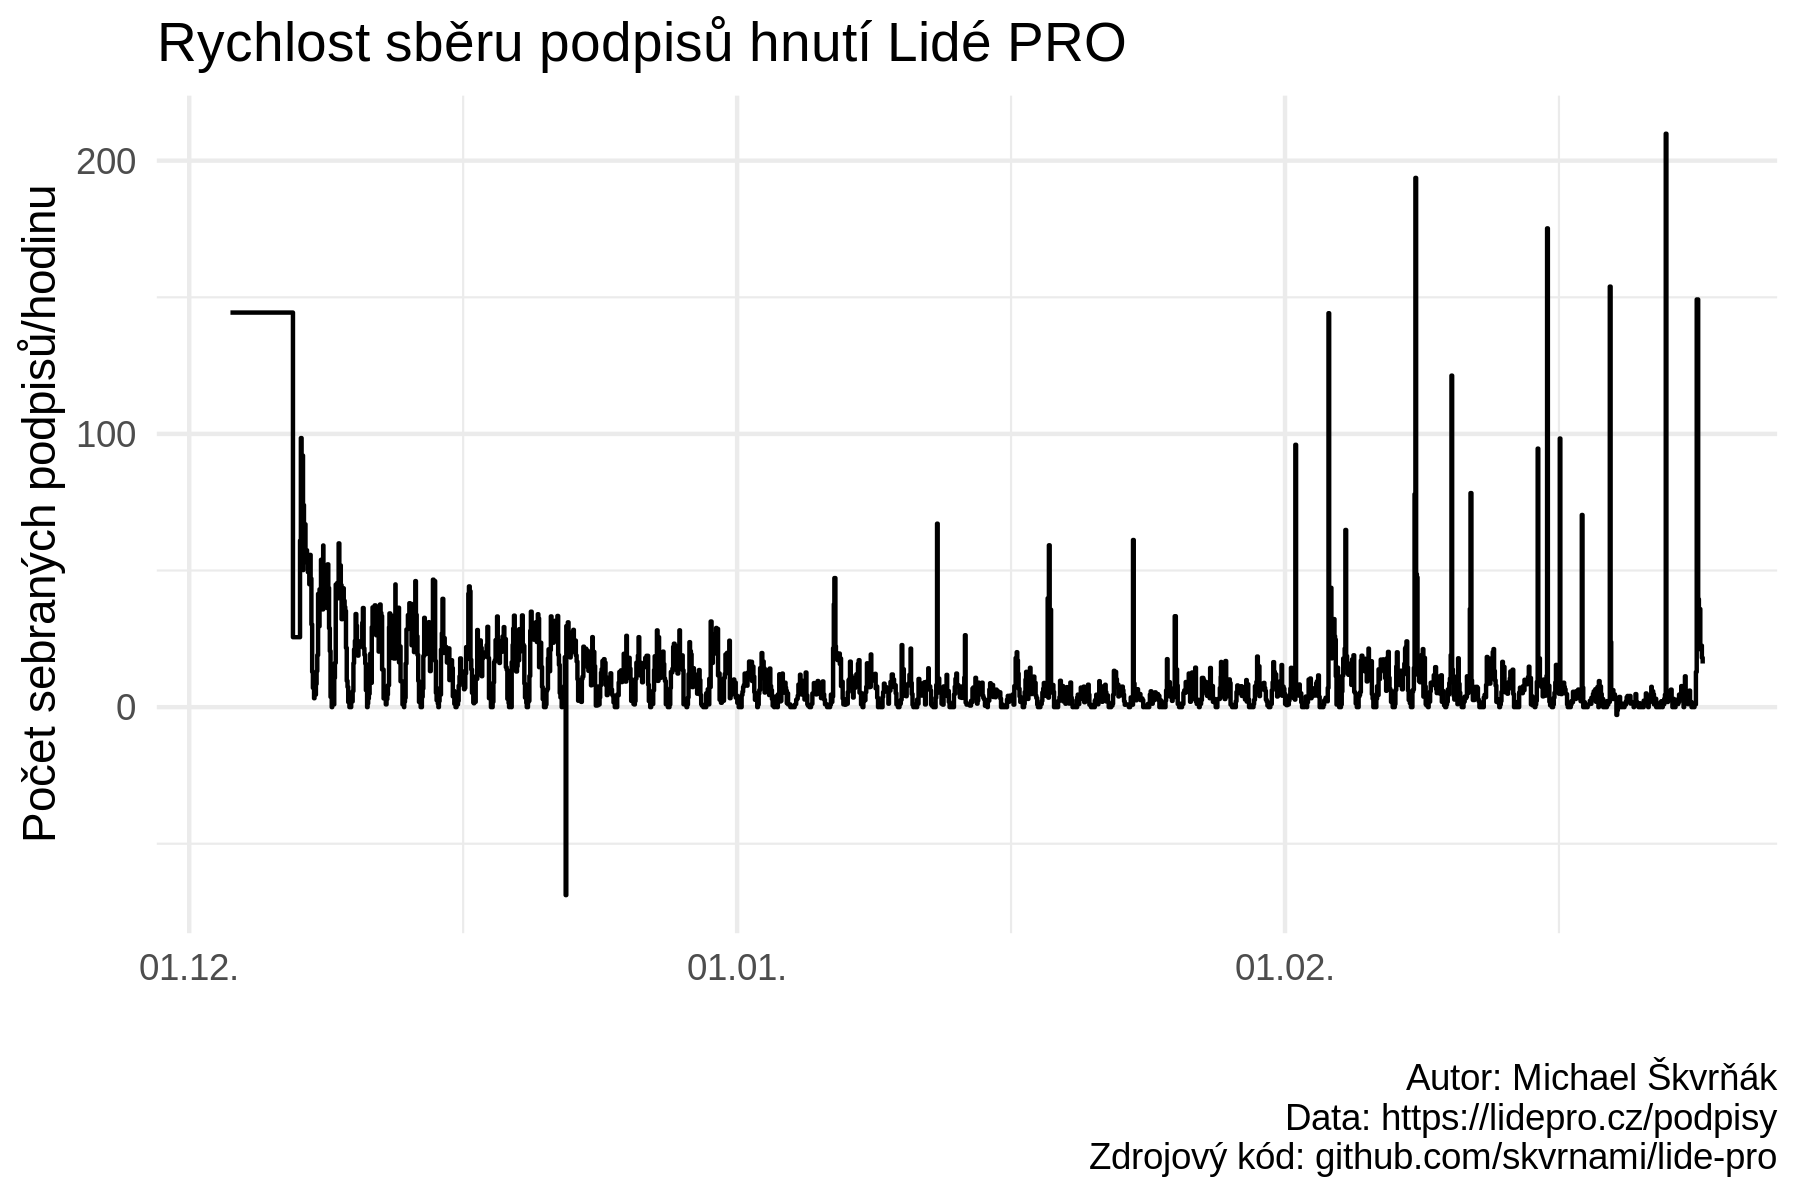 Rychlost sběru podpisů hnutí Lidé PRO
Počet sebraných podpisů/hodinu
200
100
0
01.12.
01.01.
01.02.
Autor: Michael Škvrňák
Data: https://lidepro.cz/podpisy
Zdrojový kód: github.com/skvrnami/lide-pro